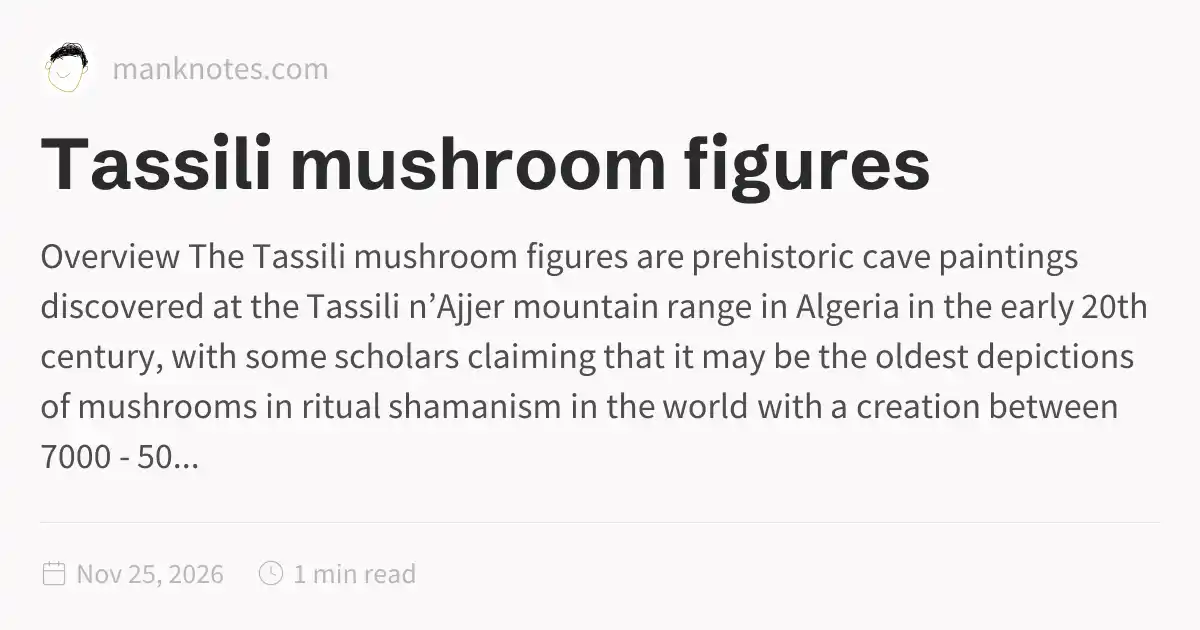 manknotes.com
Tassili mushroom figures
Overview The Tassili mushroom figures are prehistoric cave paintings
discovered at the Tassili n’Ajjer mountain range in Algeria in the early 20th
century, with some scholars claiming that it may be the oldest depictions
of mushrooms in ritual shamanism in the world with a creation between
7000 - 50...
Nov 25, 2026 1 min read